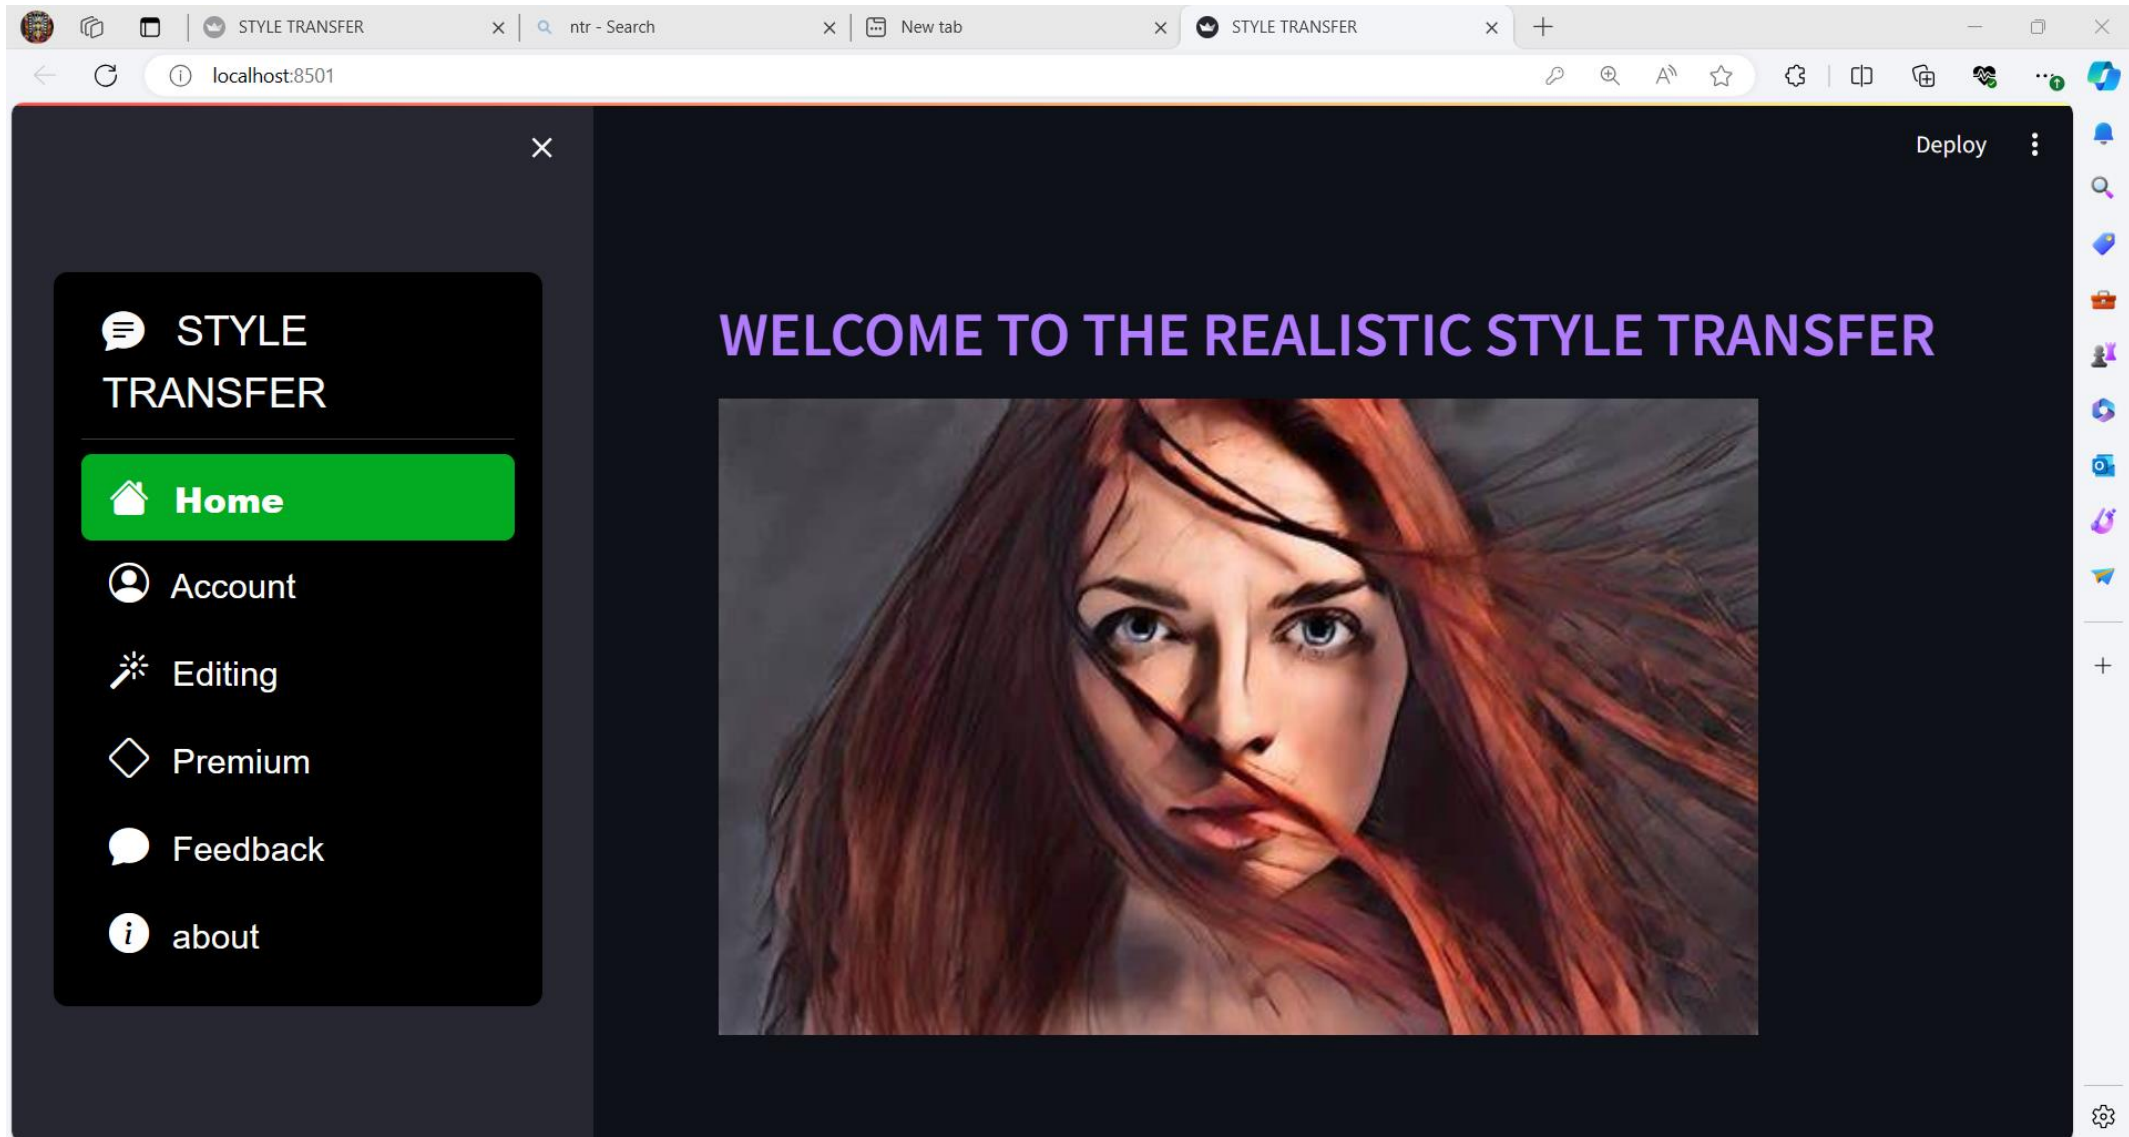 STYLE TRANSFER
ntr - Search
New tab
STYLE TRANSFER
localhost:8501
Deploy
STYLE
TRANSFER
Home
Account
Editing
Premium
Feedback
about
WELCOME TO THE REALISTIC STYLE TRANSFER